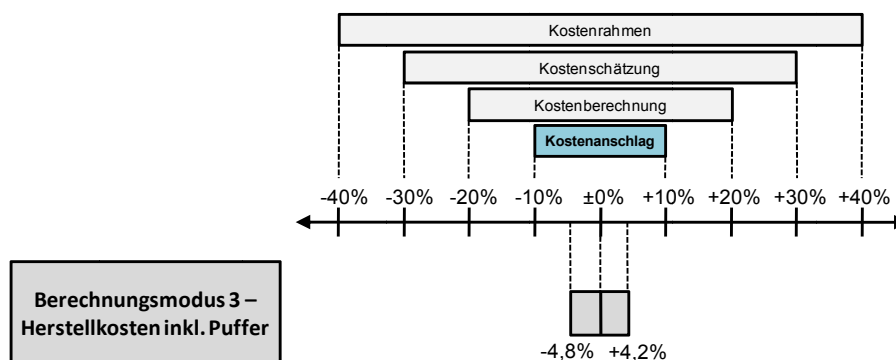 Kostenrahmen
Kostenschätzung
Kostenberechnung
Kostenanschlag
-40% -30% -20% -10% ±0% +10% +20% +30% +40%
Berechnungsmodus 3 –
Herstellkosten inkl. Puffer
-4,8% +4,2%